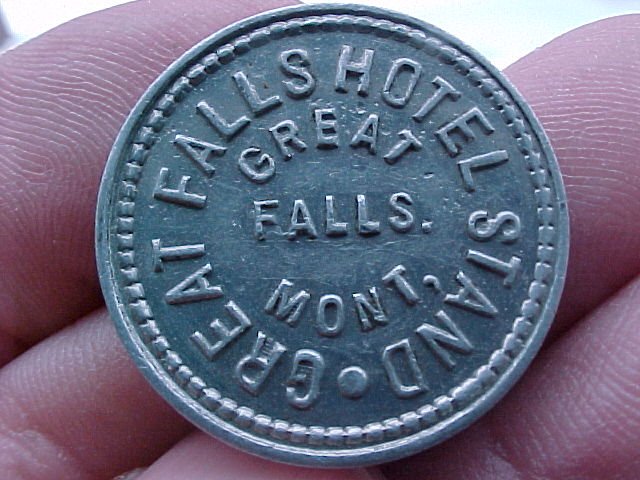 GREAT FALLS HOTEL STAND
GREAT
FALLS.
MONT,